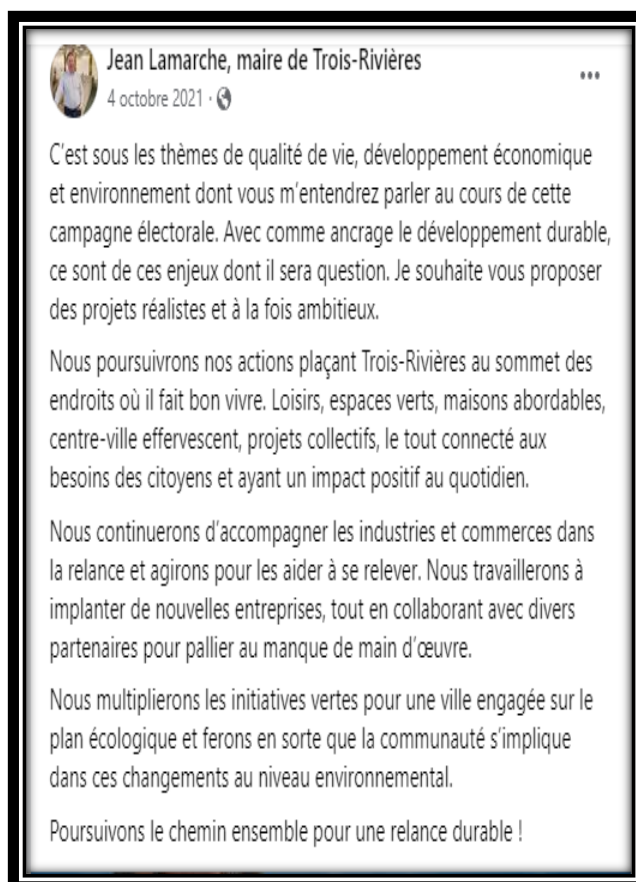 Jean Lamarche, maire de Trois-Rivières
4 octobre 2021 ·
C'est sous les thèmes de qualité de vie, développement économique
et environnement dont vous m'entendrez parler au cours de cette
campagne électorale. Avec comme ancrage le développement durable,
ce sont de ces enjeux dont il sera question. Je souhaite vous proposer
des projets réalistes et à la fois ambitieux.
Nous poursuivrons nos actions plaçant Trois-Rivières au sommet des
endroits où il fait bon vivre. Loisirs, espaces verts, maisons abordables,
centre-ville effervescent, projets collectifs, le tout connecté aux
besoins des citoyens et ayant un impact positif au quotidien.
Nous continuerons d'accompagner les industries et commerces dans
la relance et agirons pour les aider à se relever. Nous travaillerons à
implanter de nouvelles entreprises, tout en collaborant avec divers
partenaires pour pallier au manque de main d'œuvre.
Nous multiplierons les initiatives vertes pour une ville engagée sur le
plan écologique et ferons en sorte que la communauté s'implique
dans ces changements au niveau environnemental.
Poursuivons le chemin ensemble pour une relance durable !